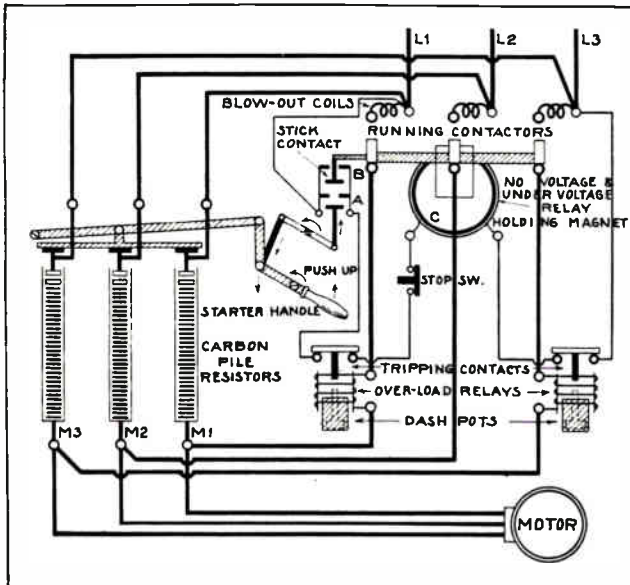 L1
L2
L3
BLOW-OUT COILS
RUNNING CONTACTORS
STICK
CONTACT
B
A
NO VOLTAGE &
UNDER VOLTAGE
RELAY
HOLDING MAGNET
C
PUSH UP
STOP SW.
STARTER HANDLE
CARBON
PILE
RESISTORS
TRIPPING CONTACTS
OVER-LOAD RELAYS
DASH POTS
M3
M2
M1
MOTOR